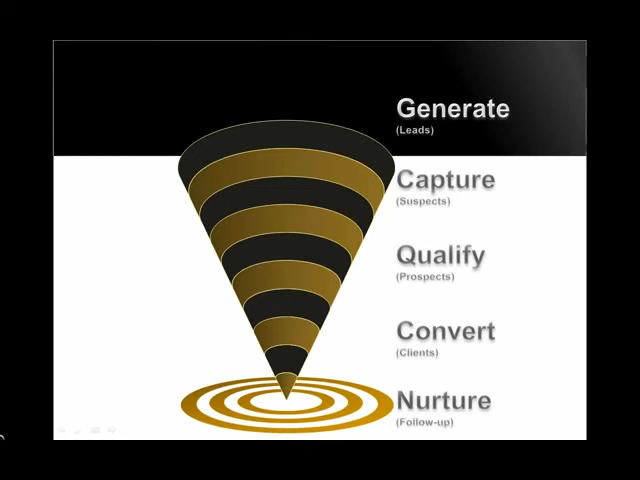 Generate
(Leads)
Capture
(Suspects)
Qualify
(Prospects)
Convert
(Clients)
Nurture
(Follow-up)